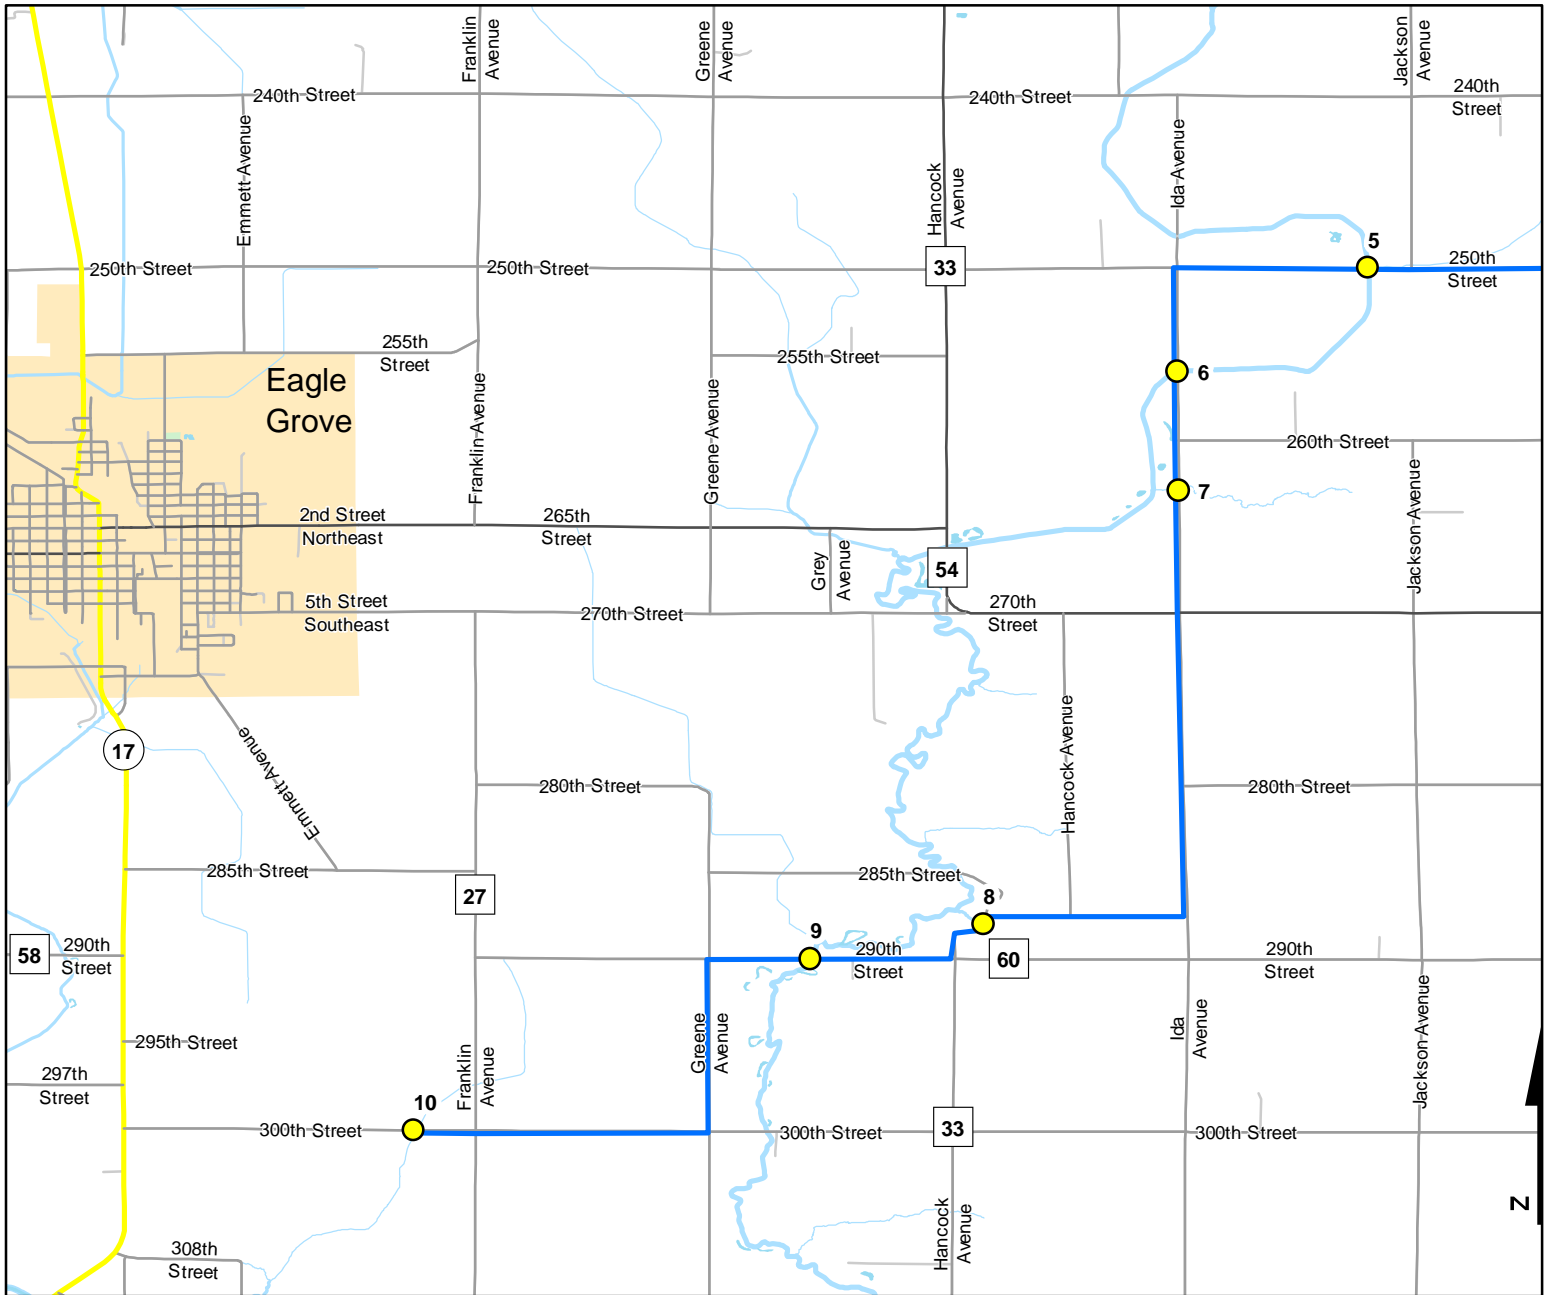 Franklin
Avenue
Greene
Avenue
Jackson
Avenue
240th Street
240th Street
240th
Street
Emmett Avenue
Hancock
Avenue
Ida Avenue
5
250th Street
250th Street
33
250th
Street
255th
Street
255th Street
Eagle
Grove
6
Franklin Avenue
Greene Avenue
260th Street
7
Jackson Avenue
2nd Street
Northeast
265th
Street
Grey
Avenue
54
5th Street
Southeast
270th Street
270th
Street
17
Emmett Avenue
Hancock Avenue
280th Street
280th Street
285th Street
285th Street
27
8
9
58
290th
Street
290th
Street
60
290th
Street
Greene
Avenue
Ida
Avenue
Jackson Avenue
295th Street
297th
Street
Franklin
Avenue
10
300th Street
300th Street
33
300th Street
Hancock
Avenue
308th
Street
N